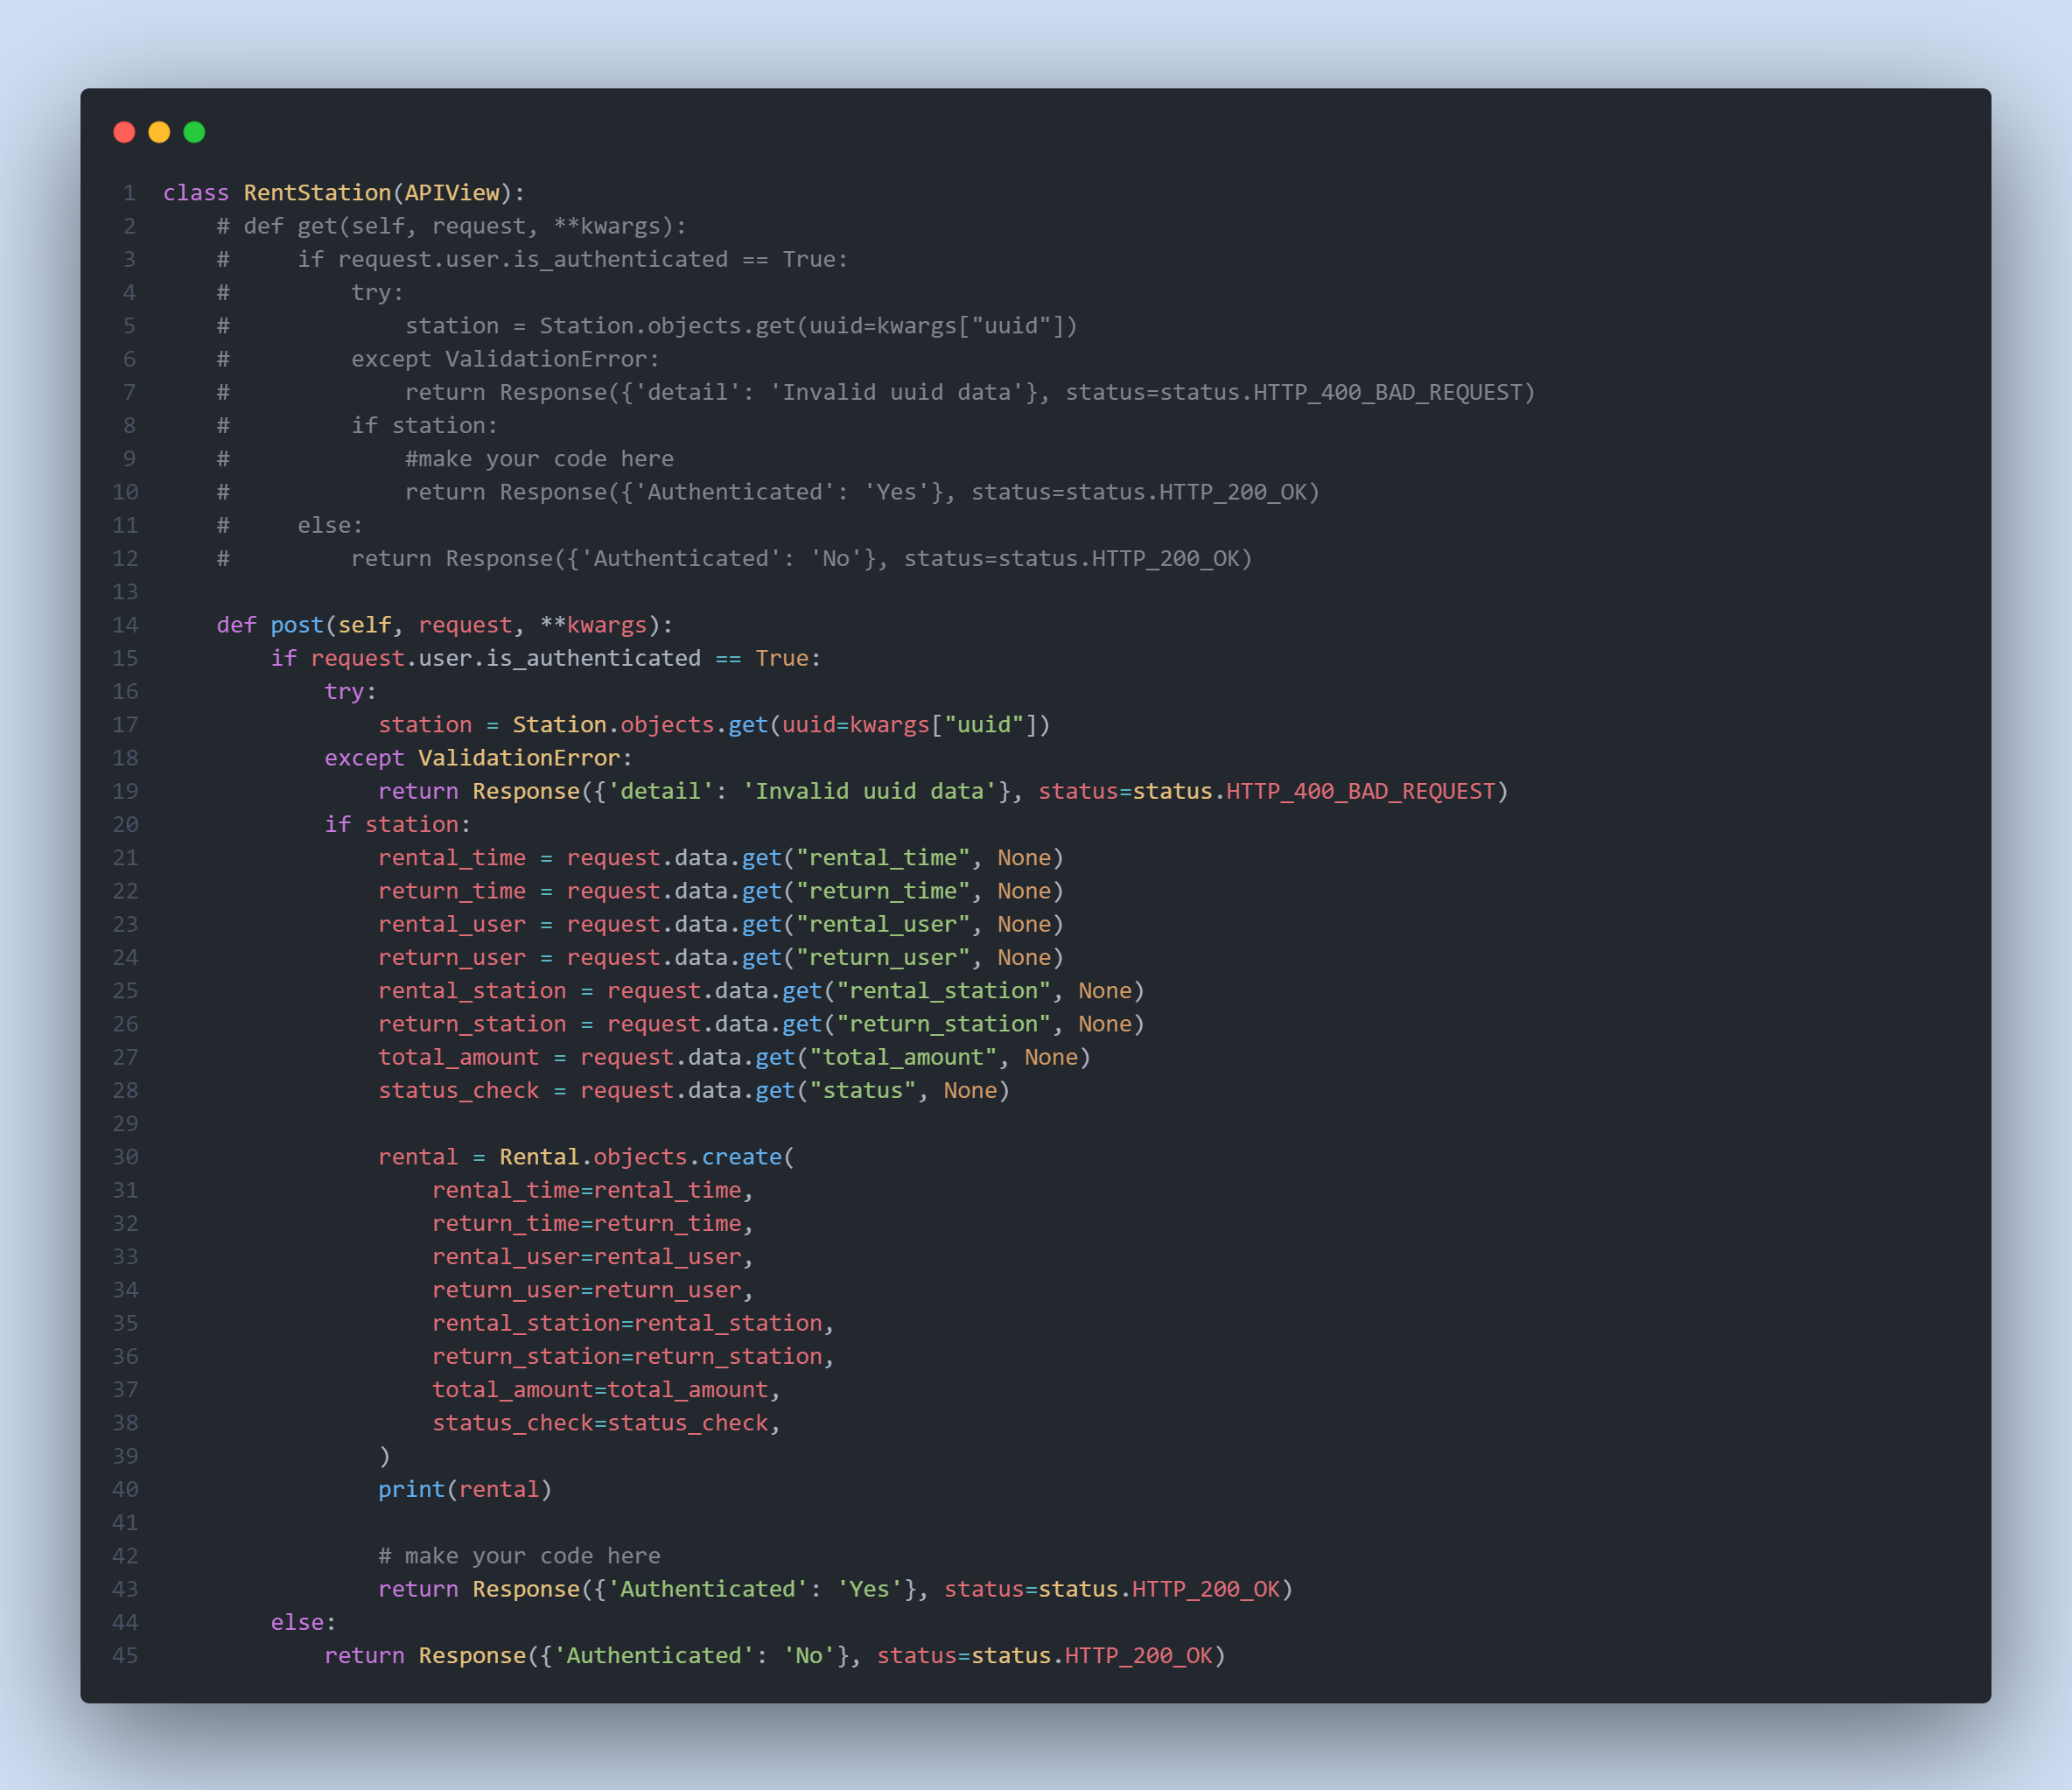 1 class RentStation(APIView):
2     # def get(self, request, **kwargs):
3     #     if request.user.is_authenticated == True:
4     #         try:
5     #             station = Station.objects.get(uuid=kwargs["uuid"])
6     #         except ValidationError:
7     #             return Response({'detail': 'Invalid uuid data'}, status=status.HTTP_400_BAD_REQUEST)
8     #         if station:
9     #             #make your code here
10     #             return Response({'Authenticated': 'Yes'}, status=status.HTTP_200_OK)
11     #     else:
12     #         return Response({'Authenticated': 'No'}, status=status.HTTP_200_OK)
13
14     def post(self, request, **kwargs):
15         if request.user.is_authenticated == True:
16             try:
17                 station = Station.objects.get(uuid=kwargs["uuid"])
18             except ValidationError:
19                 return Response({'detail': 'Invalid uuid data'}, status=status.HTTP_400_BAD_REQUEST)
20             if station:
21                 rental_time = request.data.get("rental_time", None)
22                 return_time = request.data.get("return_time", None)
23                 rental_user = request.data.get("rental_user", None)
24                 return_user = request.data.get("return_user", None)
25                 rental_station = request.data.get("rental_station", None)
26                 return_station = request.data.get("return_station", None)
27                 total_amount = request.data.get("total_amount", None)
28                 status_check = request.data.get("status", None)
29
30                 rental = Rental.objects.create(
31                     rental_time=rental_time,
32                     return_time=return_time,
33                     rental_user=rental_user,
34                     return_user=return_user,
35                     rental_station=rental_station,
36                     return_station=return_station,
37                     total_amount=total_amount,
38                     status_check=status_check,
39                 )
40                 print(rental)
41
42                 # make your code here
43                 return Response({'Authenticated': 'Yes'}, status=status.HTTP_200_OK)
44         else:
45             return Response({'Authenticated': 'No'}, status=status.HTTP_200_OK)